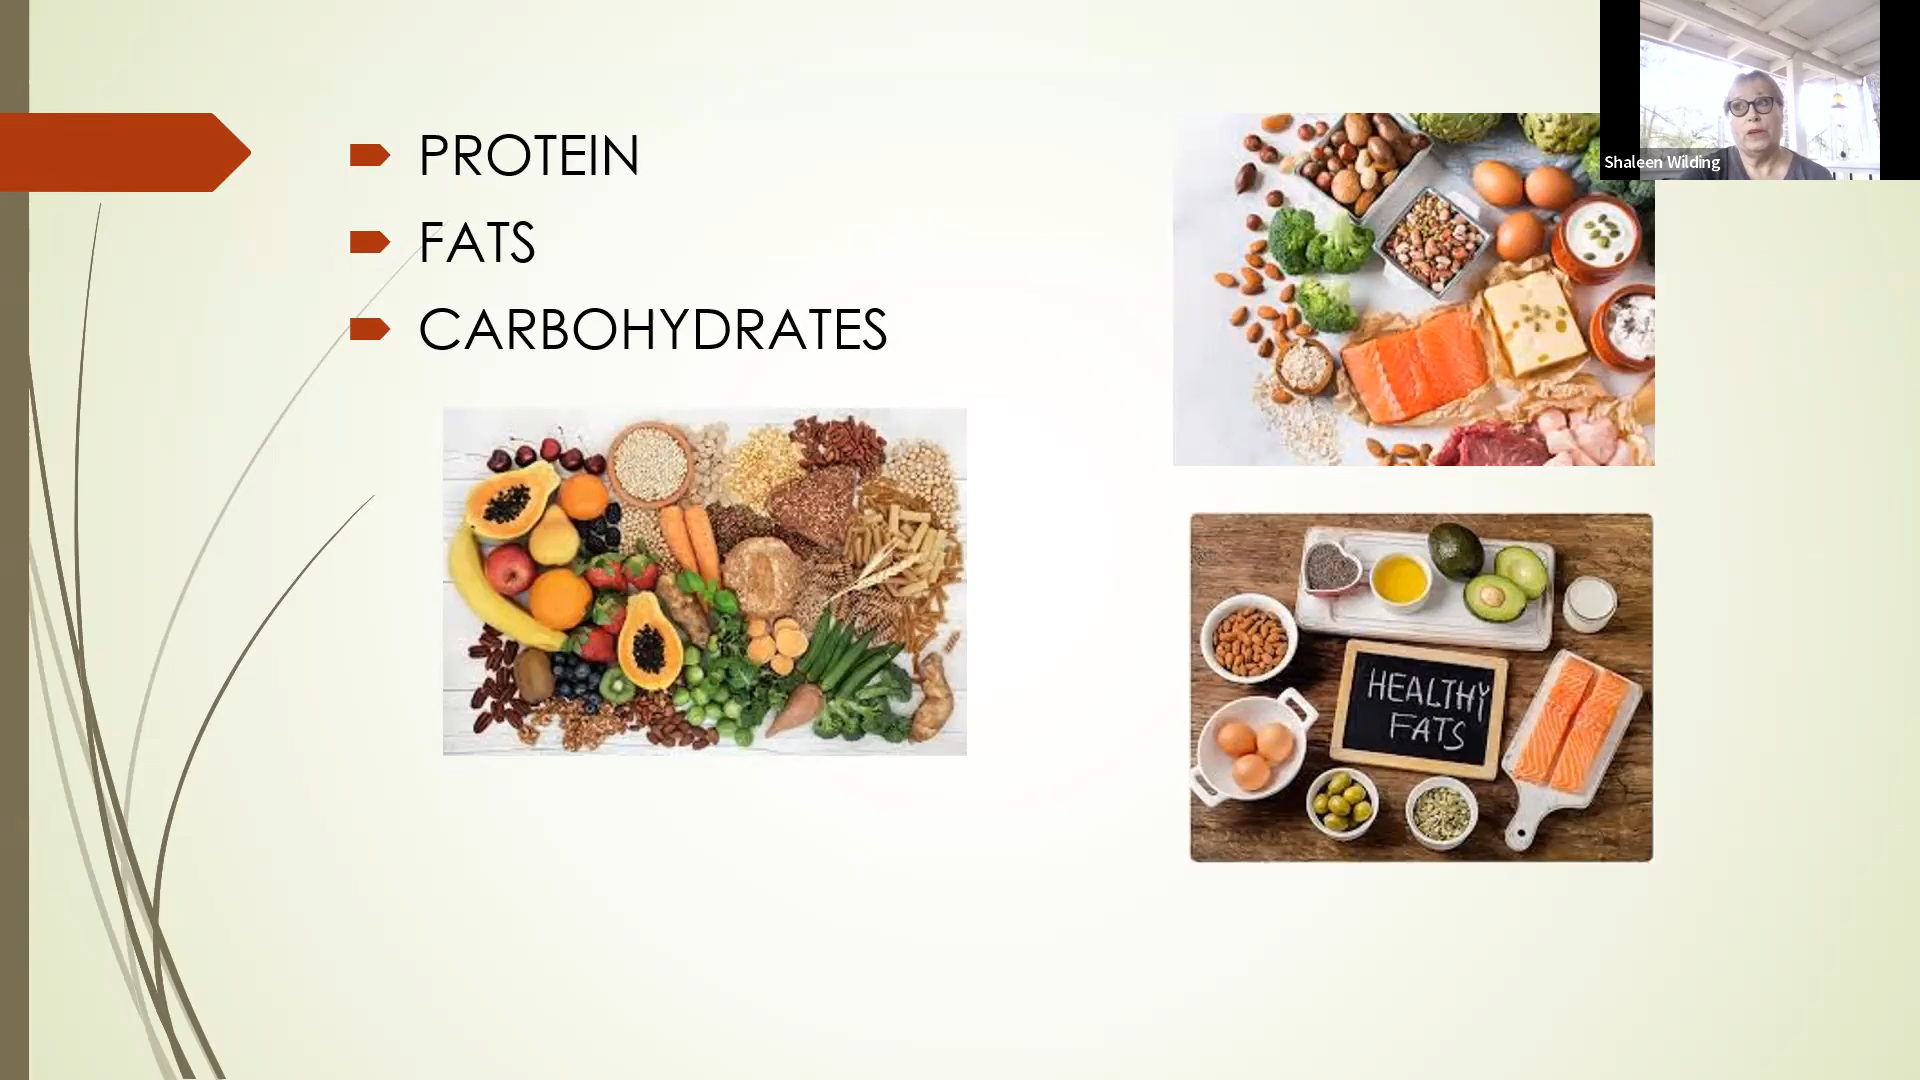 PROTEIN
FATS
CARBOHYDRATES
Shaleen Wilding
HEALTHY
FATS